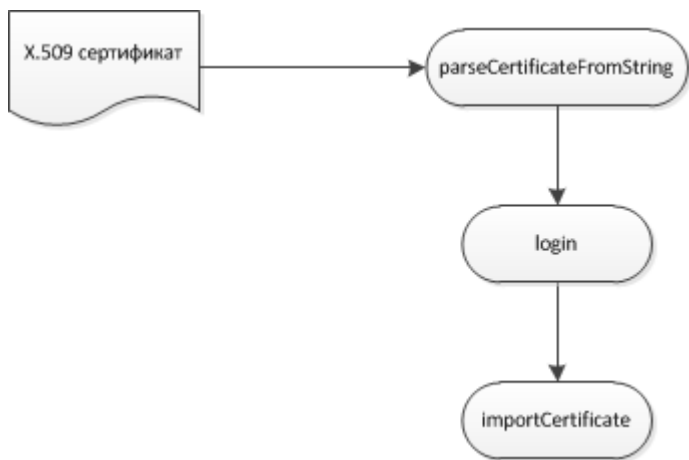 X.509 сертификат
parseCertificateFromString
login
importCertificate